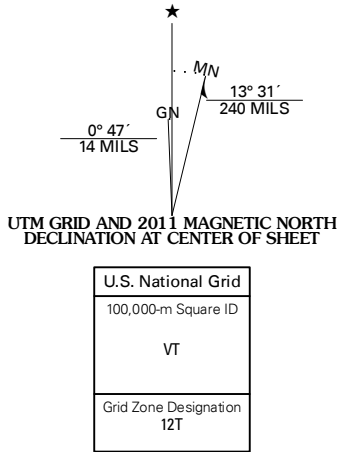 ★
MN
GN
13° 31´
240 MILS
0° 47´
14 MILS
UTM GRID AND 2011 MAGNETIC NORTH
DECLINATION AT CENTER OF SHEET
U.S. National Grid
100,000-m Square ID
VT
Grid Zone Designation
12T